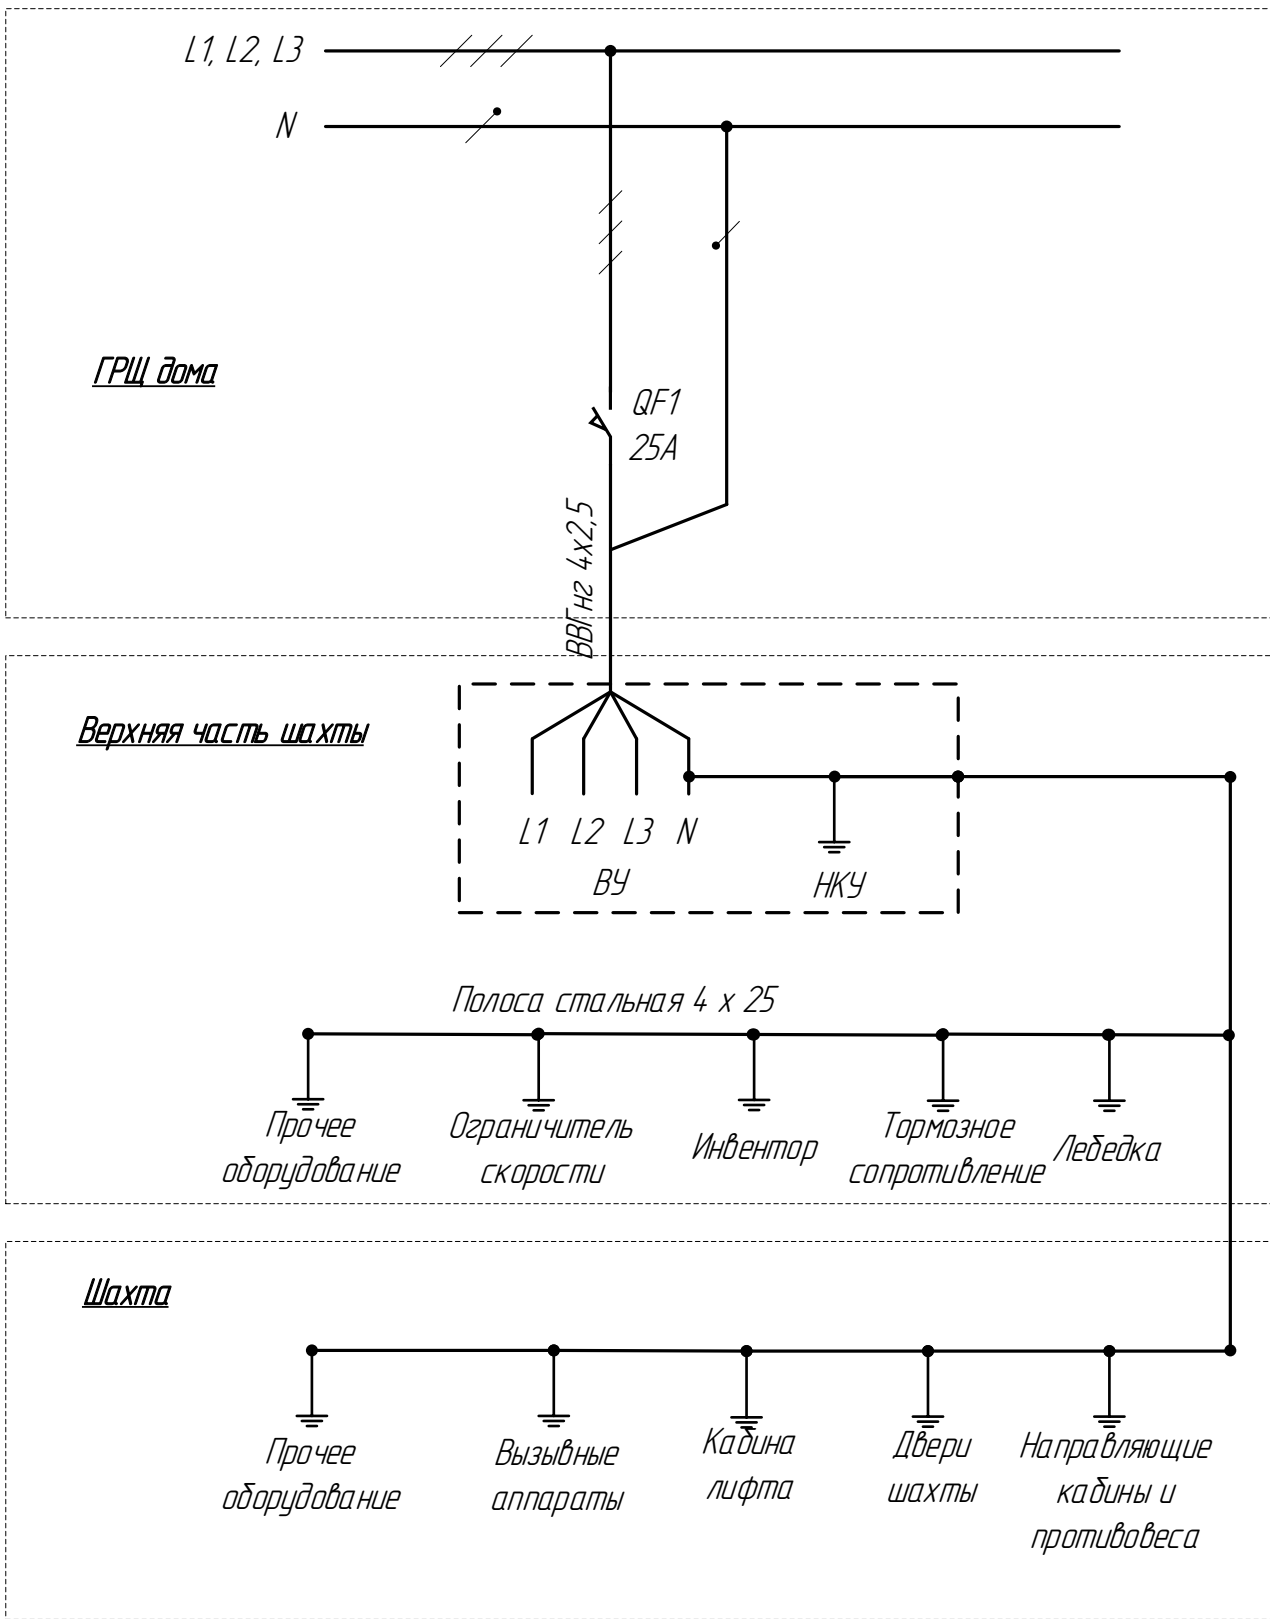 L1, L2, L3
N
ГРЩ дома
QF1
25А
ВВГнг 4х2,5
Верхняя часть шахты
L1 L2 L3 N
ВУ
НКУ
Полоса стальная 4 х 25
Прочее
оборудование
Ограничитель
скорости
Инвентор
Тормозное
сопротивление
Лебедка
Шахта
Прочее
оборудование
Вызывные
аппараты
Кабина
лифта
Двери
шахты
Направляющие
кабины и
противовеса